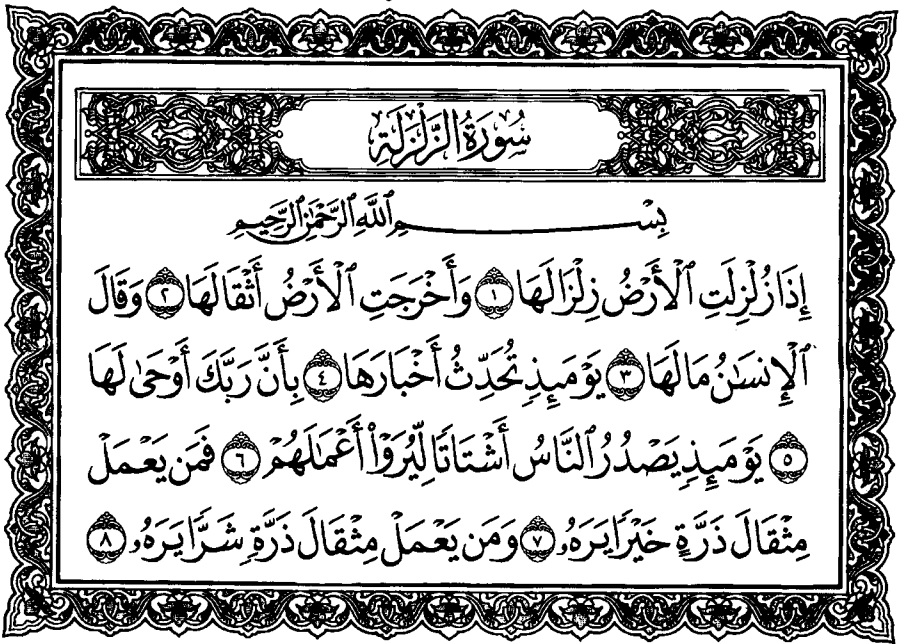 سُورَةُ الزَّلْزَلَةِ
بِسْمِ ٱللَّهِ ٱلرَّحْمَٰنِ ٱلرَّحِيمِ
إِذَا زُلْزِلَتِ ٱلْأَرْضُ زِلْزَالَهَا ١ وَأَخْرَجَتِ ٱلْأَرْضُ أَثْقَالَهَا ٢ وَقَالَ
ٱلْإِنسَٰنُ مَا لَهَا ٣ يَوْمَئِذٍ تُحَدِّثُ أَخْبَارَهَا ٤ بِأَنَّ رَبَّكَ أَوْحَىٰ لَهَا
٥ يَوْمَئِذٍ يَصْدُرُ ٱلنَّاسُ أَشْتَاتًا لِّيُرَوْا۟ أَعْمَٰلَهُمْ ٦ فَمَن يَعْمَلْ
مِثْقَالَ ذَرَّةٍ خَيْرًا يَرَهُۥ ٧ وَمَن يَعْمَلْ مِثْقَالَ ذَرَّةٍ شَرًّا يَرَهُۥ ٨